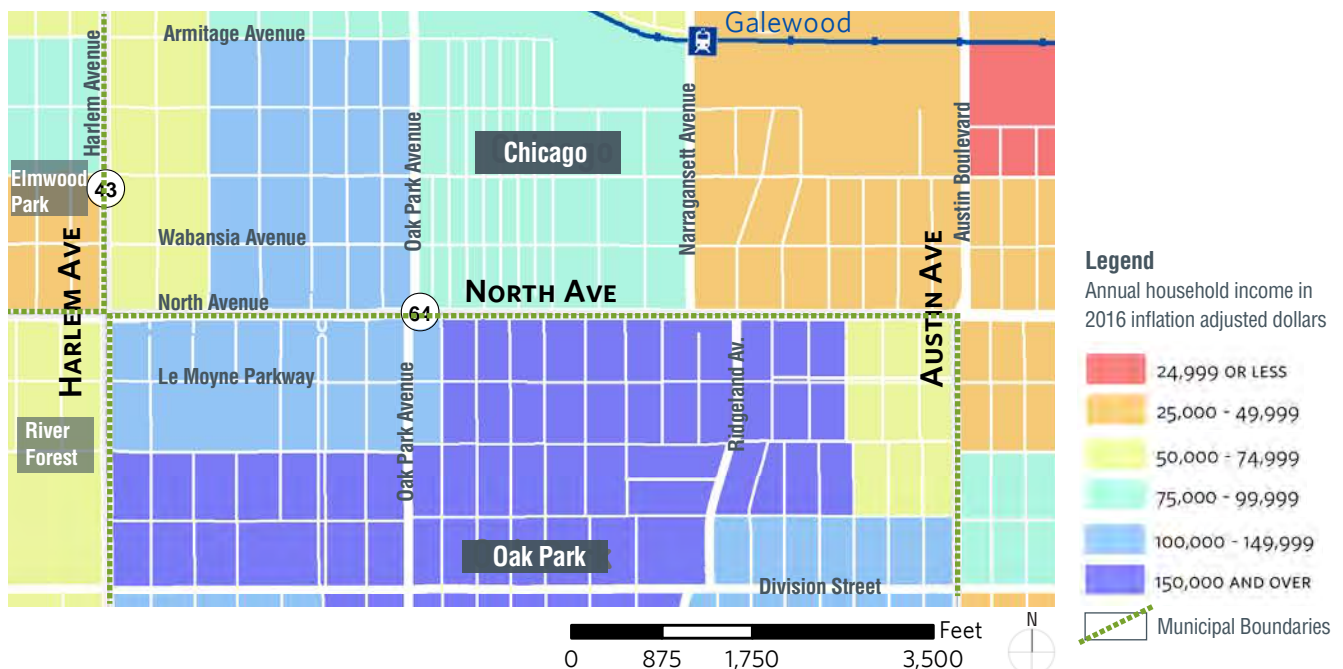 Galewood
Armitage Avenue
Harlem Avenue
Chicago
Elmwood
Park
43
Oak Park Avenue
Narragansett Avenue
Austin Boulevard
Wabansia Avenue
North Avenue
NORTH AVE
64
HARLEM AVE
AUSTIN AVE
Le Moyne Parkway
Ridgeland Av.
River
Forest
Oak Park Avenue
Oak Park
Division Street
Legend
Annual household income in
2016 inflation adjusted dollars
24,999 OR LESS
25,000 - 49,999
50,000 - 74,999
75,000 - 99,999
100,000 - 149,999
150,000 AND OVER
Municipal Boundaries
Feet
0 875 1,750 3,500
N